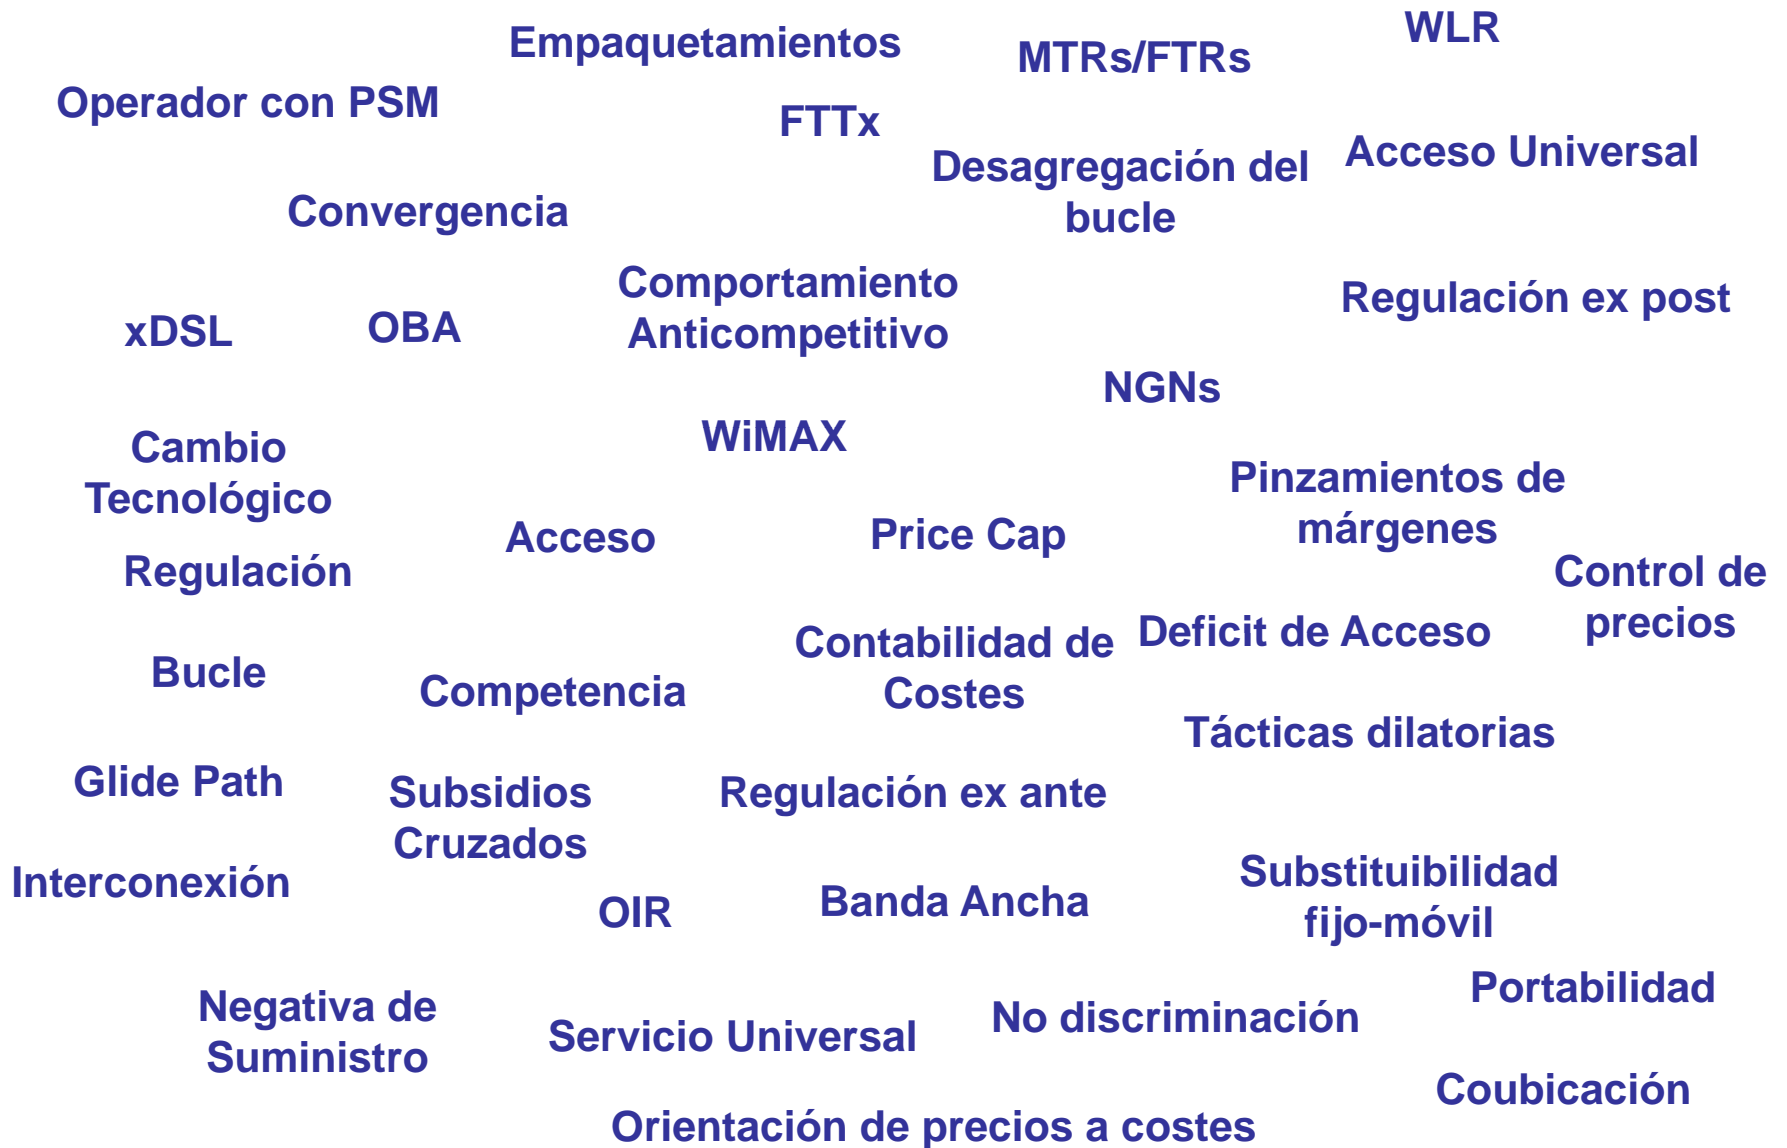 WLR
Empaquetamientos
MTRs/FTRs
Operador con PSM
FTTx
Desagregación del
bucle
Acceso Universal
Convergencia
Comportamiento
Anticompetitivo
Regulación ex post
xDSL
OBA
NGNs
WiMAX
Cambio
Tecnológico
Pinzamientos de
márgenes
Acceso
Price Cap
Regulación
Control de
precios
Contabilidad de
Costes
Deficit de Acceso
Bucle
Competencia
Tácticas dilatorias
Glide Path
Subsidios
Cruzados
Regulación ex ante
Interconexión
OIR
Banda Ancha
Substituibilidad
fijo-móvil
Negativa de
Suministro
Servicio Universal
No discriminación
Portabilidad
Coubicación
Orientación de precios a costes